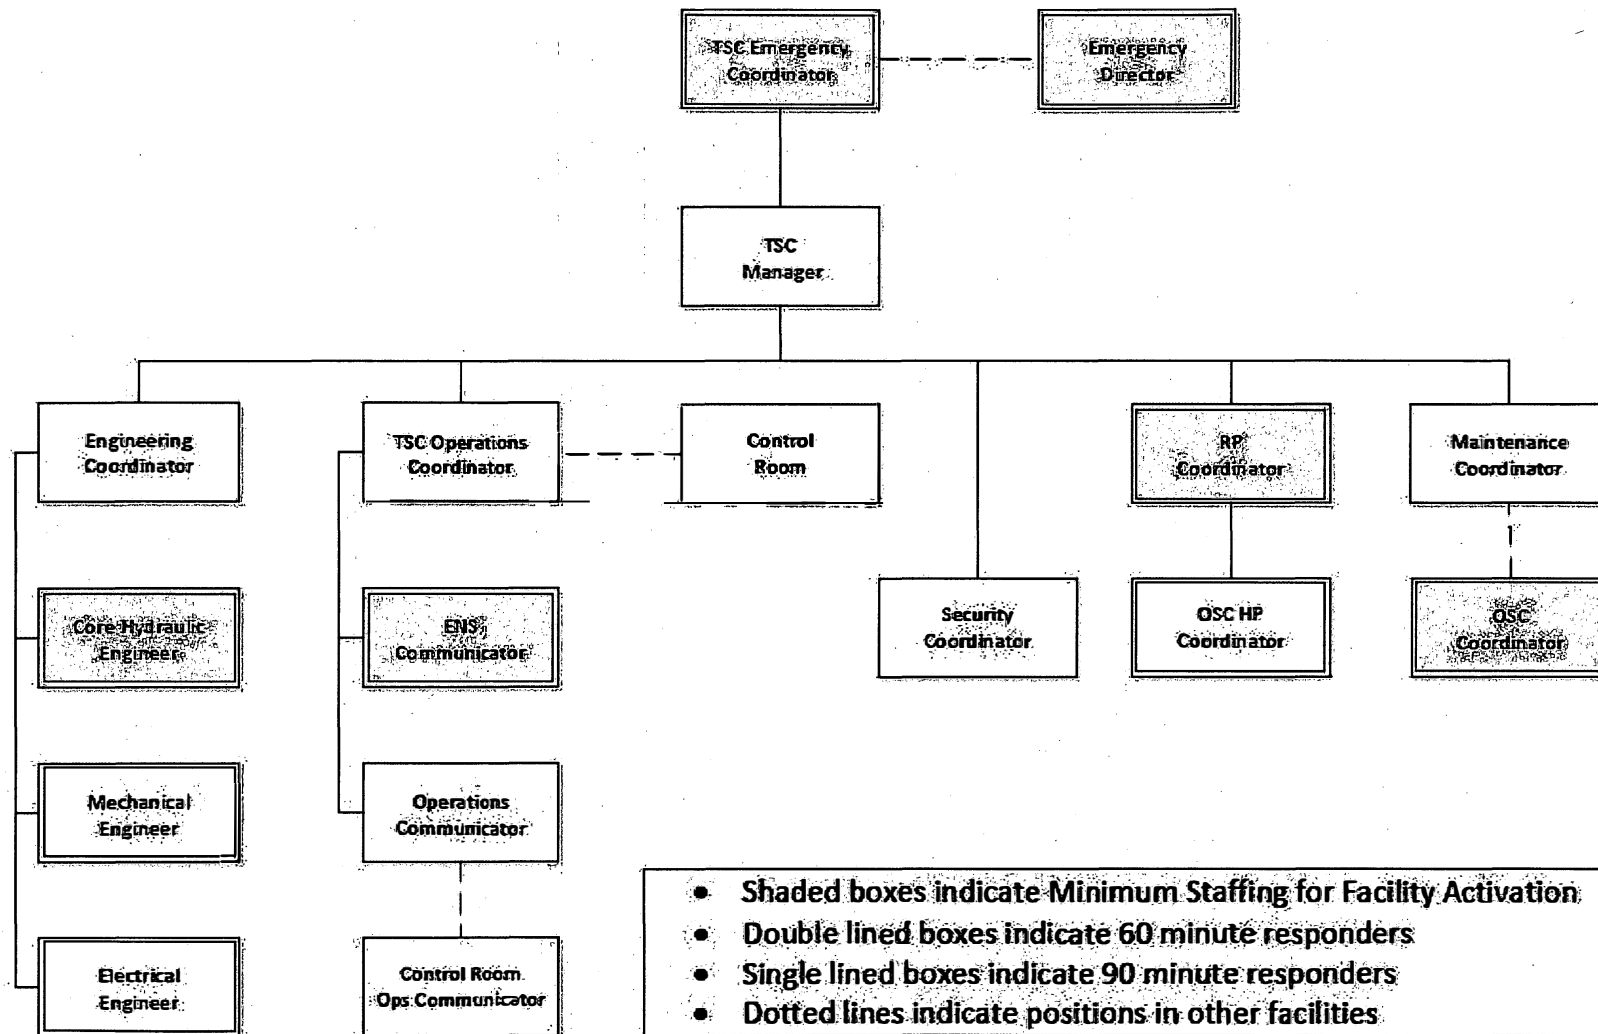 TSC Emergency
Coordinator
Emergency
Director
TSC
Manager
Engineering
Coordinator
TSC Operations
Coordinator
Control
Room
RP
Coordinator
Maintenance
Coordinator
Core Hydraulic
Engineer
ENS
Communicator
Security
Coordinator
OSC HP
Coordinator
OSC
Coordinator
Mechanical
Engineer
Operations
Communicator
Electrical
Engineer
Control Room
Ops Communicator
• Shaded boxes indicate Minimum Staffing for Facility Activation
• Double lined boxes indicate 60 minute responders
• Single lined boxes indicate 90 minute responders
• Dotted lines indicate positions in other facilities